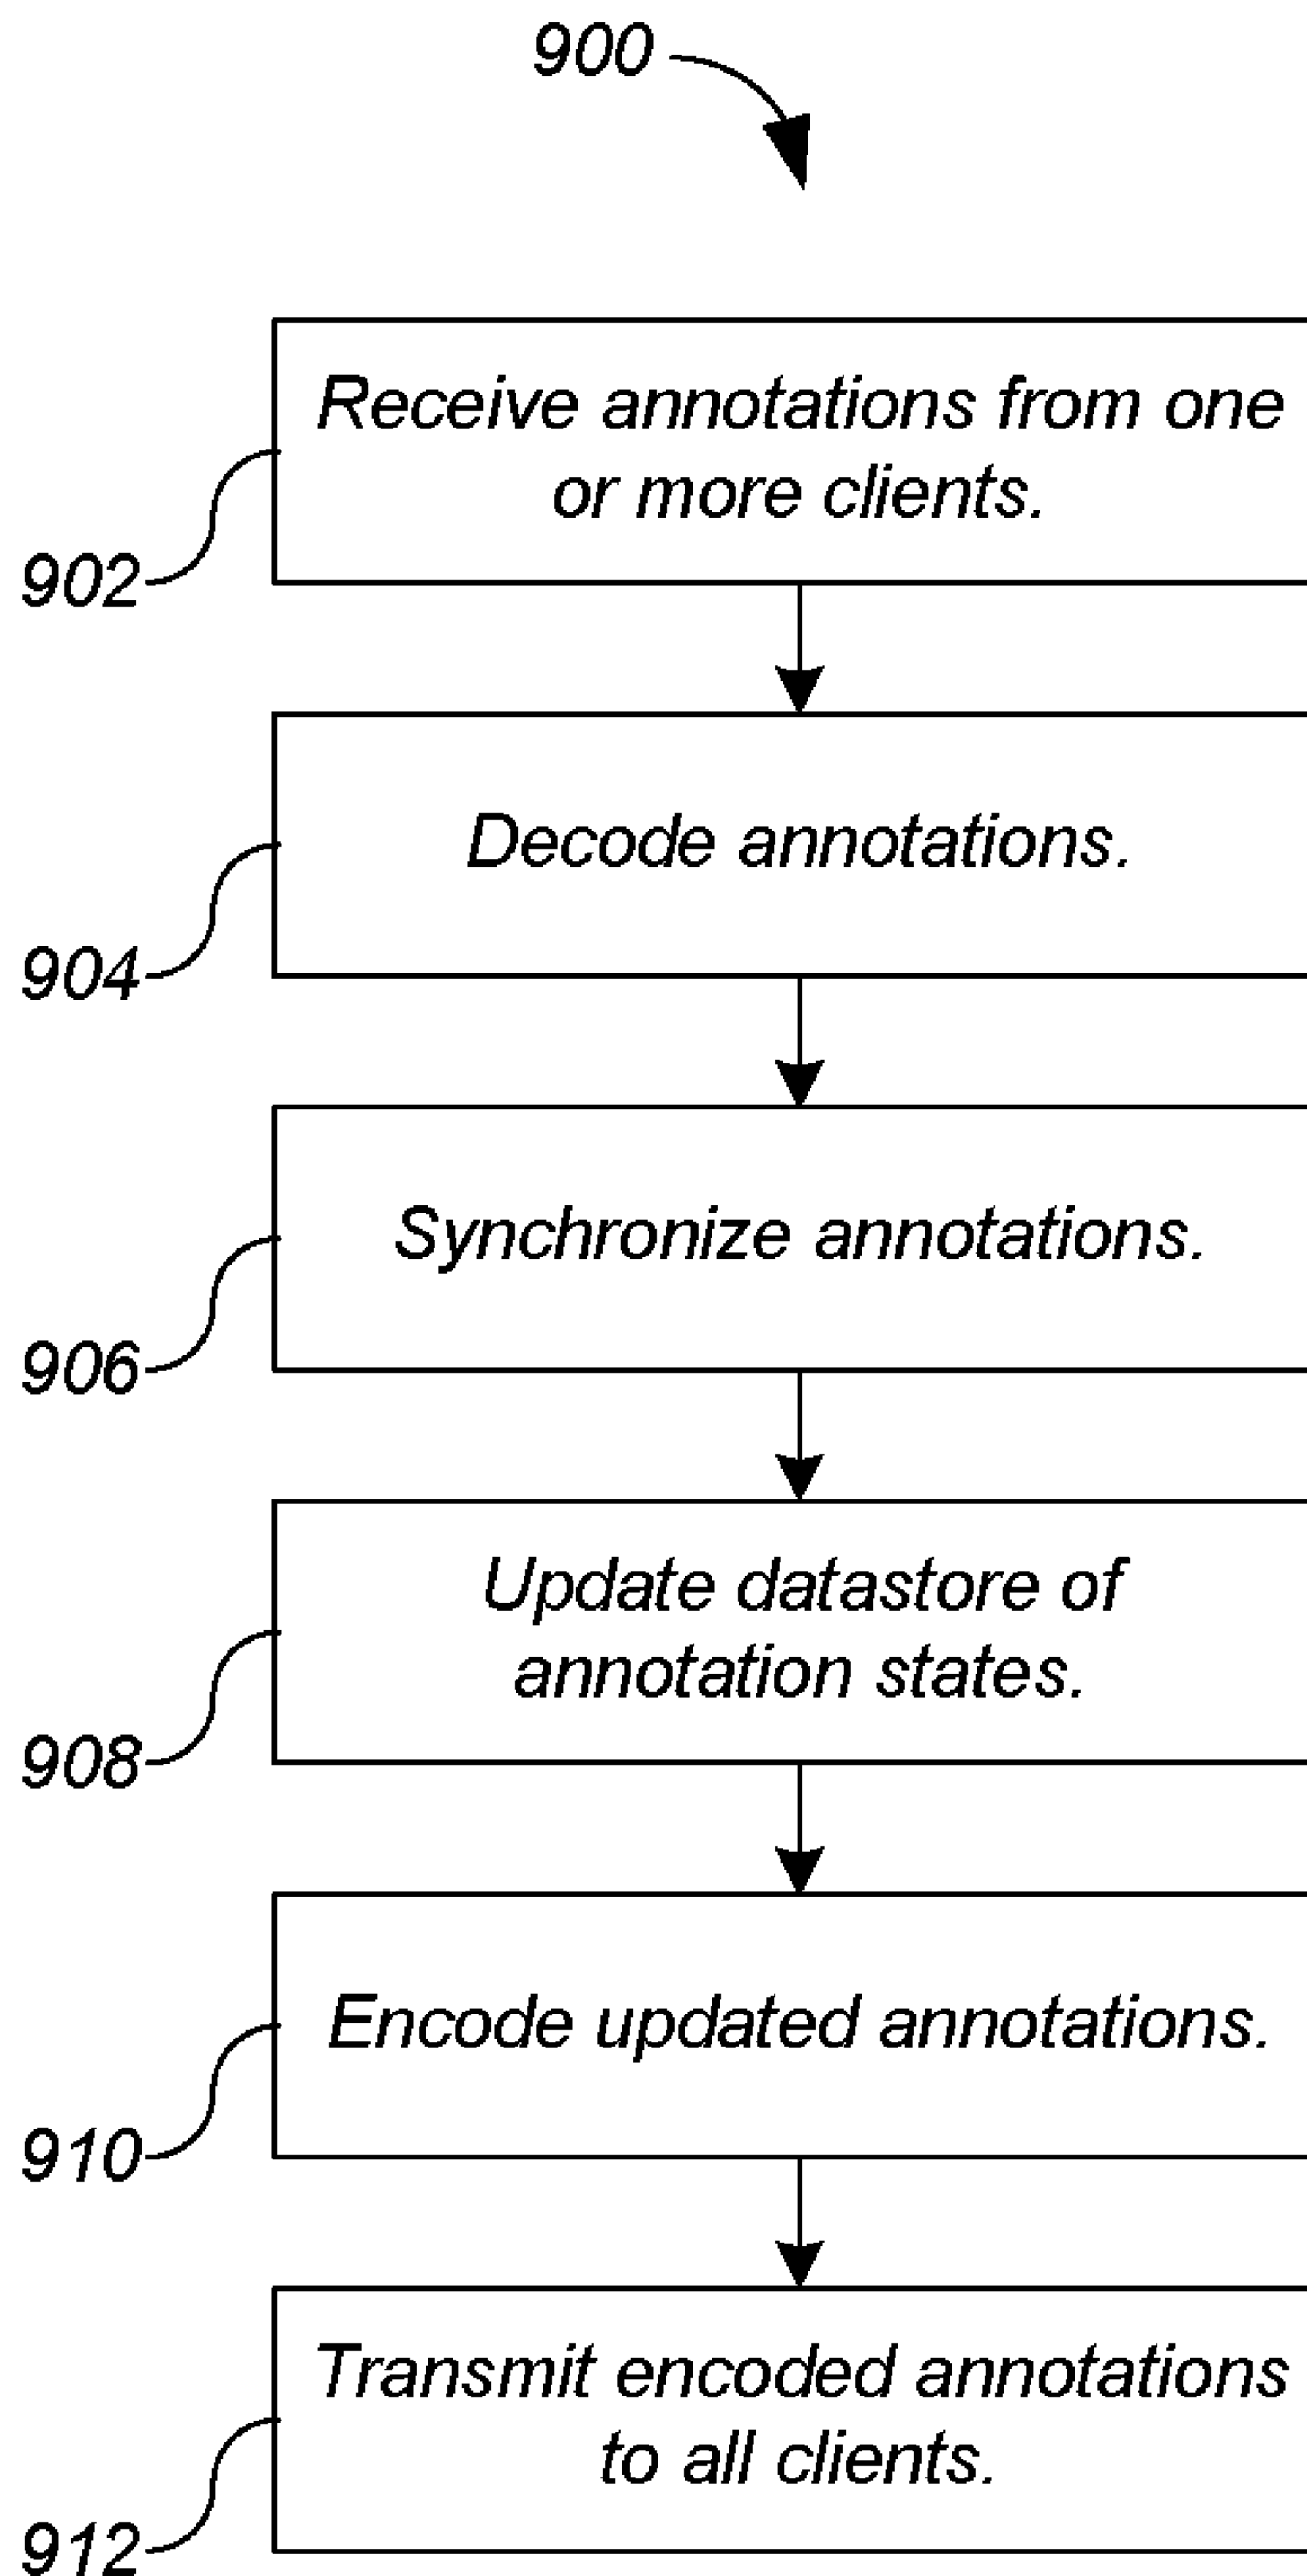 900
Receive annotations from one
or more clients.
902
Decode annotations.
904
Synchronize annotations.
906
Update datastore of
annotation states.
908
Encode updated annotations.
910
Transmit encoded annotations
to all clients.
912